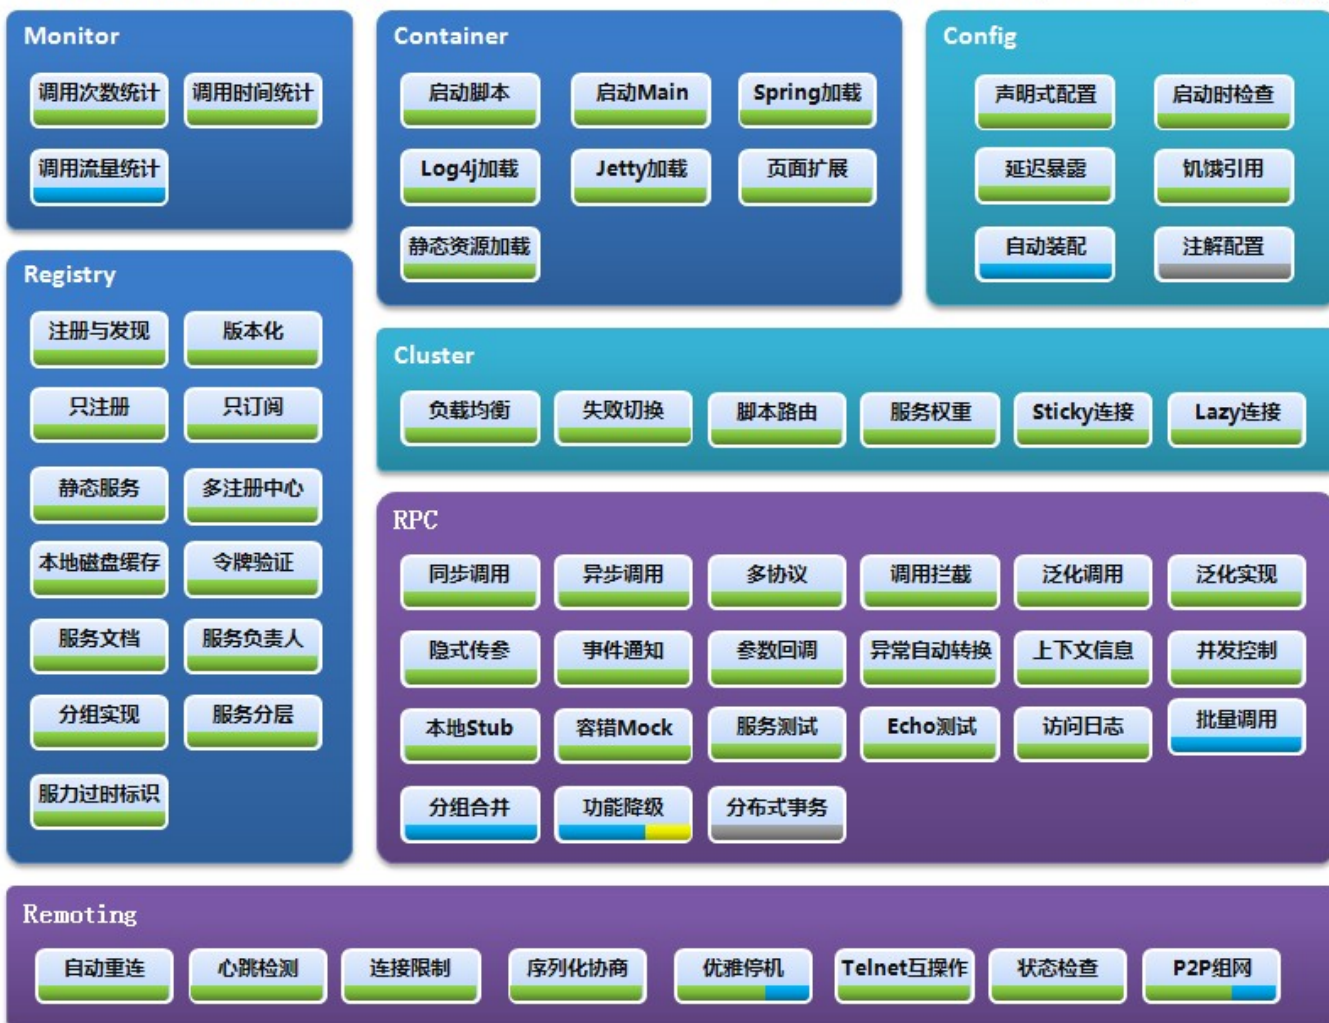 Monitor
调用次数统计 调用时间统计
调用流量统计
Container
启动脚本 启动Main Spring加载
Log4j加载 Jetty加载 页面扩展
静态资源加载
Config
声明式配置 启动时检查
延迟暴露 饥饿引用
自动装配 注解配置
Registry
注册与发现 版本化
只注册 只订阅
静态服务 多注册中心
本地磁盘缓存 令牌验证
服务文档 服务负责人
分组实现 服务分层
服力过时标识
Cluster
负载均衡 失败切换 脚本路由 服务权重 Sticky连接 Lazy连接
RPC
同步调用 异步调用 多协议 调用拦截 泛化调用 泛化实现
隐式传参 事件通知 参数回调 异常自动转换 上下文信息 并发控制
本地Stub 容错Mock 服务测试 Echo测试 访问日志 批量调用
分组合并 功能降级 分布式事务
Remoting
自动重连 心跳检测 连接限制 序列化协商 优雅停机 Telnet互操作 状态检查 P2P组网